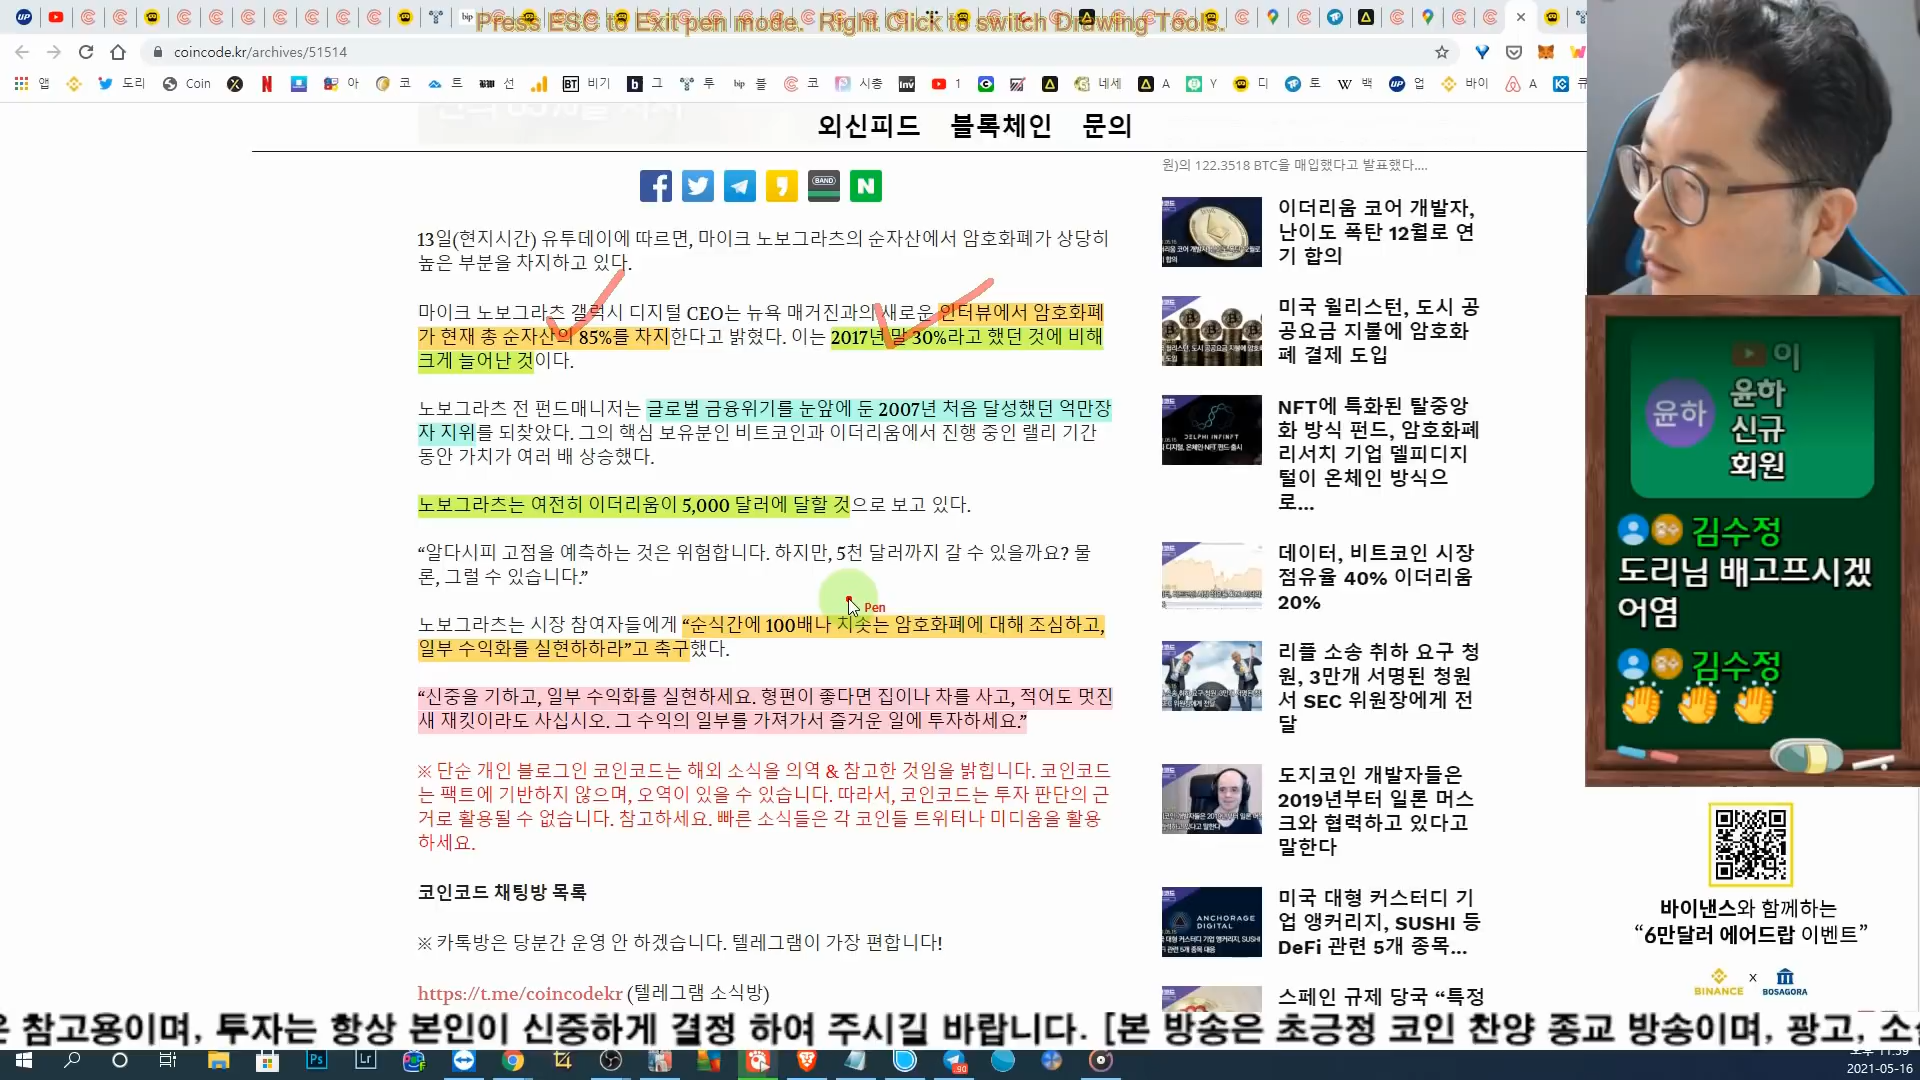 Press ESC to Exit pen mode. Right Click to switch Drawing Tools.
coincode.kr/archives/51514
앱 도리 Coin 아 코 트 선 BT 비기 b 그 투 bip 블 코 시총 Inv 1 네세 A Y 디 토 W 백 UP 업 바이 A 큐
외신피드 블록체인 문의
BAND
13일(현지시간) 유투데이에 따르면, 마이크 노보그라츠의 순자산에서 암호화폐가 상당히
높은 부분을 차지하고 있다.
마이크 노보그라츠 갤럭시 디지털 CEO는 뉴욕 매거진과의 새로운 인터뷰에서 암호화폐
가 현재 총 순자산의 85%를 차지한다고 밝혔다. 이는 2017년 말 30%라고 했던 것에 비해
크게 늘어난 것이다.
노보그라츠 전 펀드매니저는 글로벌 금융위기를 눈앞에 둔 2007년 처음 달성했던 억만장
자 지위를 되찾았다. 그의 핵심 보유분인 비트코인과 이더리움에서 진행 중인 랠리 기간
동안 가치가 여러 배 상승했다.
노보그라츠는 여전히 이더리움이 5,000 달러에 달할 것으로 보고 있다.
“알다시피 고점을 예측하는 것은 위험합니다. 하지만, 5천 달러까지 갈 수 있을까요? 물
론, 그럴 수 있습니다.”
Pen
노보그라츠는 시장 참여자들에게 “순식간에 100배나 치솟는 암호화폐에 대해 조심하고,
일부 수익화를 실현하하라”고 촉구했다.
“신중을 기하고, 일부 수익화를 실현하세요. 형편이 좋다면 집이나 차를 사고, 적어도 멋진
새 재킷이라도 사십시오. 그 수익의 일부를 가져가서 즐거운 일에 투자하세요.”
※ 단순 개인 블로그인 코인코드는 해외 소식을 의역 & 참고한 것임을 밝힙니다. 코인코드
는 팩트에 기반하지 않으며, 오역이 있을 수 있습니다. 따라서, 코인코드는 투자 판단의 근
거로 활용될 수 없습니다. 참고하세요. 빠른 소식들은 각 코인들 트위터나 미디움을 활용
하세요.
코인코드 채팅방 목록
※ 카톡방은 당분간 운영 안 하겠습니다. 텔레그램이 가장 편합니다!
https://t.me/coincodekr (텔레그램 소식방)
원)의 122.3518 BTC을 매입했다고 발표했다....
이더리움 코어 개발자,
난이도 폭탄 12월로 연
기 합의
미국 윌리스턴, 도시 공
공요금 지불에 암호화
폐 결제 도입
DELPHI INFINFT
NFT에 특화된 탈중앙
화 방식 펀드, 암호화폐
리서치 기업 델피디지
털이 온체인 방식으
로...
데이터, 비트코인 시장
점유율 40% 이더리움
20%
리플 소송 취하 요구 청
원, 3만개 서명된 청원
서 SEC 위원장에게 전
달
도지코인 개발자들은
2019년부터 일론 머스
크와 협력하고 있다고
말한다
ANCHORAGE
DIGITAL
미국 대형 커스터디 기
업 앵커리지, SUSHI 등
DeFi 관련 5개 종목...
스페인 규제 당국 “특정
이
윤하
윤하
신규
회원
김수정
도리님 배고프시겠
어염
김수정
바이낸스와 함께하는
“6만달러 에어드랍 이벤트”
BINANCE x BOSAGORA
은 참고용이며, 투자는 항상 본인이 신중하게 결정 하여 주시길 바랍니다. [본 방송은 초긍정 코인 찬양 종교 방송이며, 광고, 소
Ps Lr 90
오후 11:59
2021-05-16